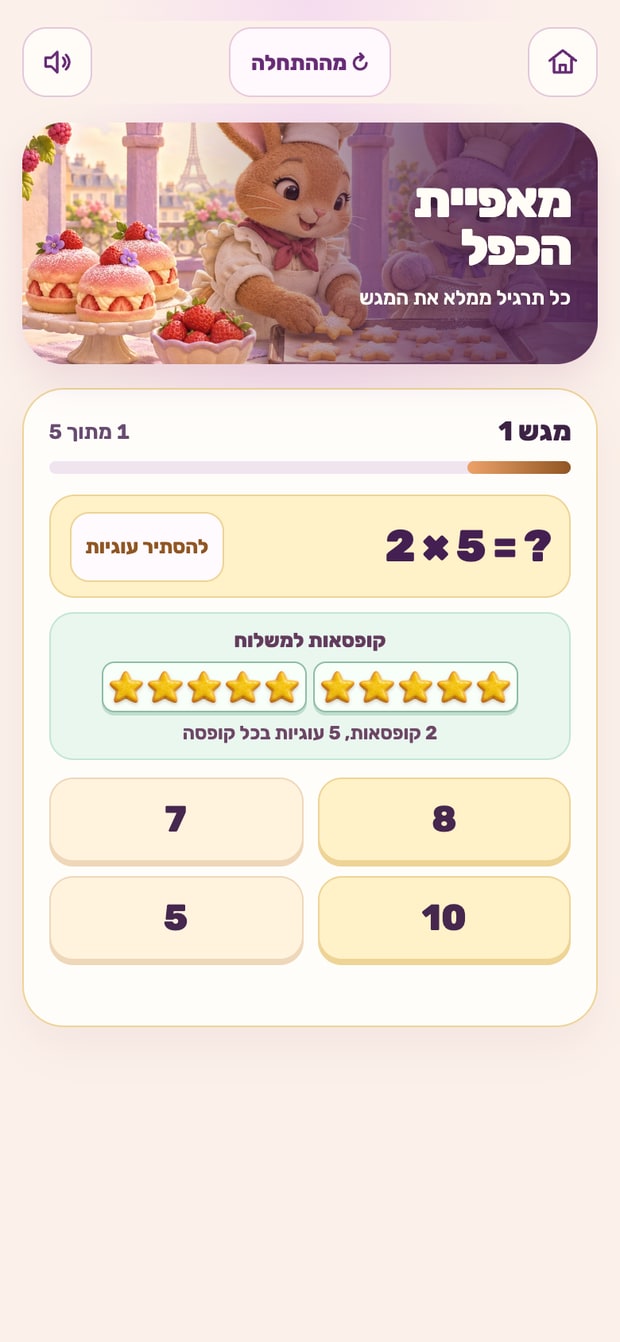 ↻ מההתחלה
מאפיית
הכפל
כל תרגיל ממלא את המגש
מגש 1
1 מתוך 5
2 × 5 = ?
להסתיר עוגיות
קופסאות למשלוח
2 קופסאות, 5 עוגיות בכל קופסה
8
7
10
5